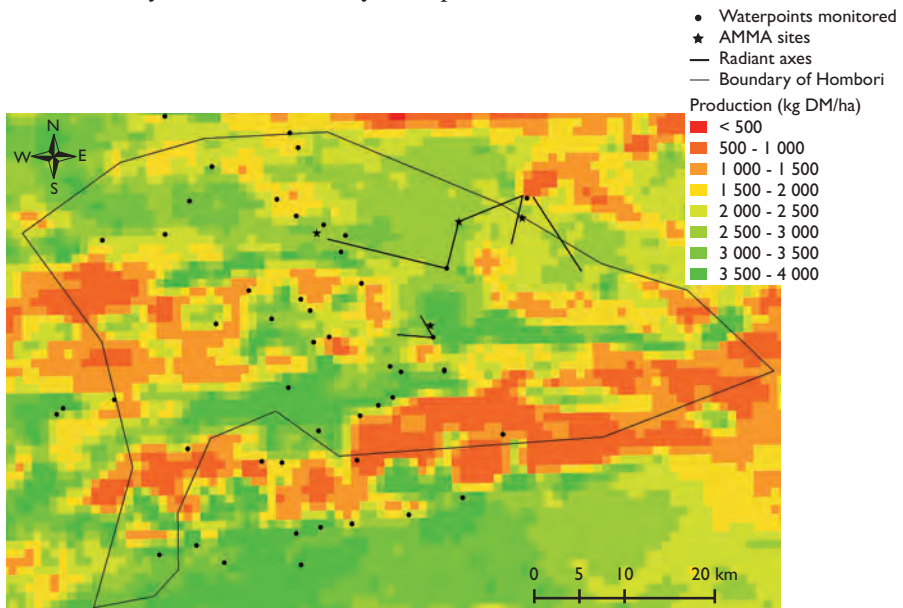 Waterpoints monitored
AMMA sites
Radiant axes
Boundary of Hombori
Production (kg DM/ha)
< 500
500 - 1 000
1 000 - 1 500
1 500 - 2 000
2 000 - 2 500
2 500 - 3 000
3 000 - 3 500
3 500 - 4 000
N
W E
S
0 5 10 20 km